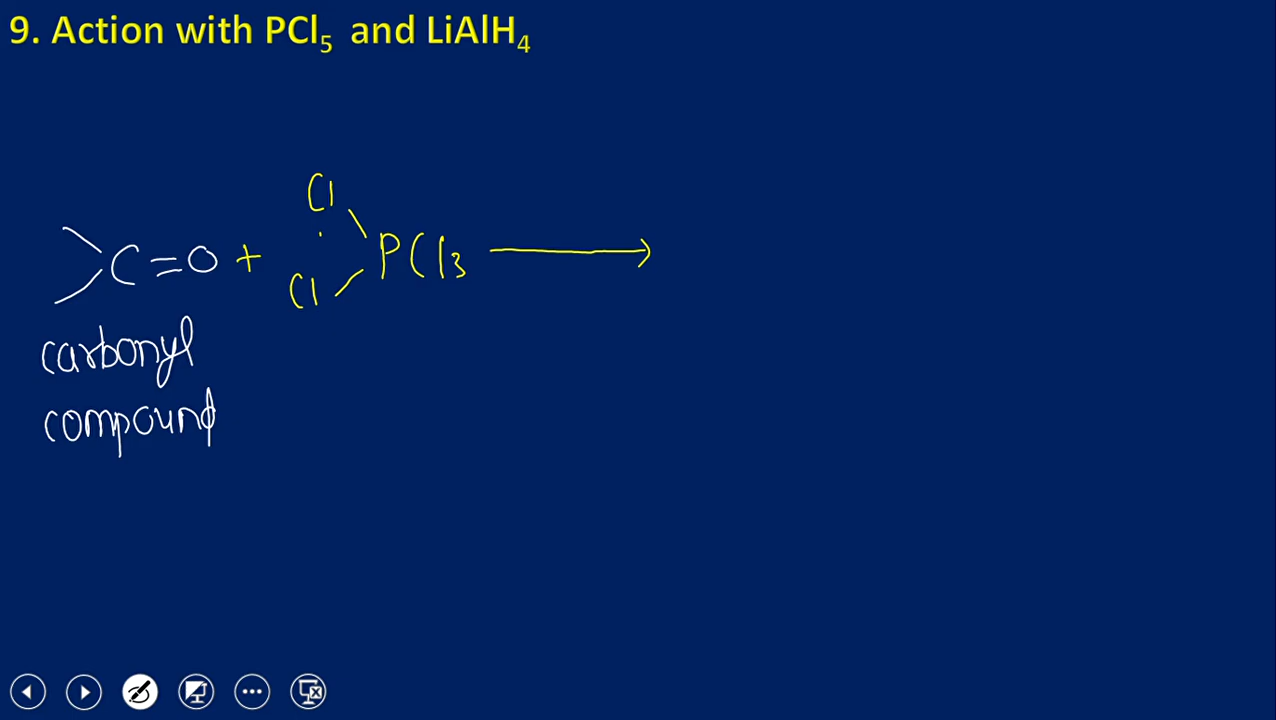 9. Action with PCl₅ and LiAlH₄
Cl
>C=O + PCl₃ ⟶
Cl
carbonyl
compound